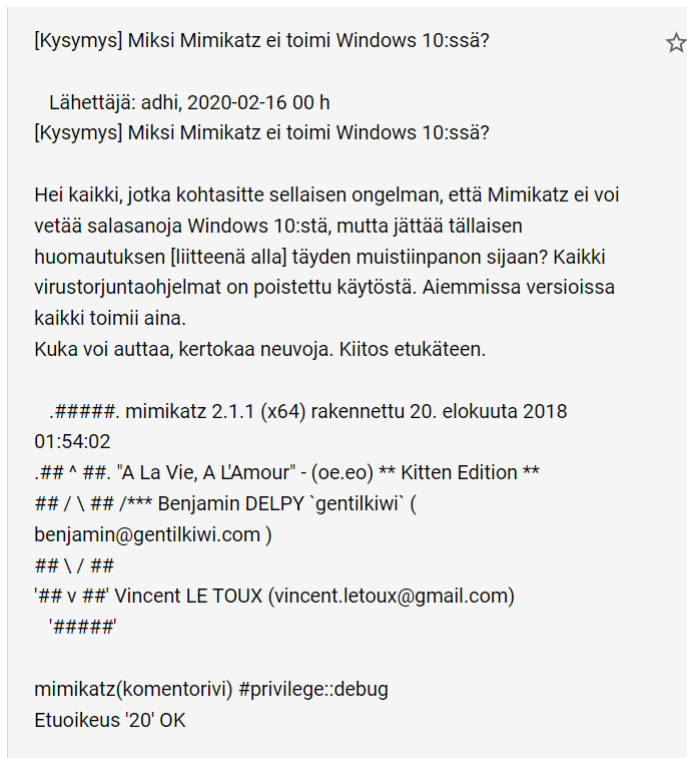 [Kysymys] Miksi Mimikatz ei toimi Windows 10:ssä?
Lähettäjä: adhi, 2020-02-16 00 h
[Kysymys] Miksi Mimikatz ei toimi Windows 10:ssä?
Hei kaikki, jotka kohtasitte sellaisen ongelman, että Mimikatz ei voi
vetää salasanoja Windows 10:stä, mutta jättää tällaisen
huomautuksen [liitteenä alla] täyden muistiinpanon sijaan? Kaikki
virustorjuntaohjelmat on poistettu käytöstä. Aiemmissa versioissa
kaikki toimii aina.
Kuka voi auttaa, kertokaa neuvoja. Kiitos etukäteen.
.#####. mimikatz 2.1.1 (x64) rakennettu 20. elokuuta 2018
01:54:02
.## ^ ##. "A La Vie, A L'Amour" - (oe.eo) ** Kitten Edition **
## / \ ## /*** Benjamin DELPY `gentilkiwi` (
benjamin@gentilkiwi.com )
## \ / ##
'## v ##' Vincent LE TOUX (vincent.letoux@gmail.com)
'#####'
mimikatz(komentorivi) #privilege::debug
Etuoikeus '20' OK